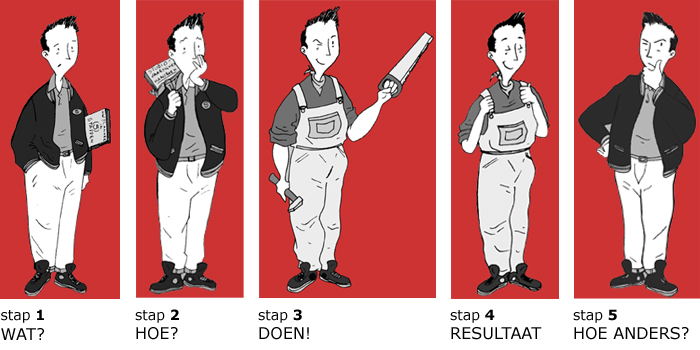 stap 1
WAT?
stap 2
HOE?
stap 3
DOEN!
stap 4
RESULTAAT
stap 5
HOE ANDERS?